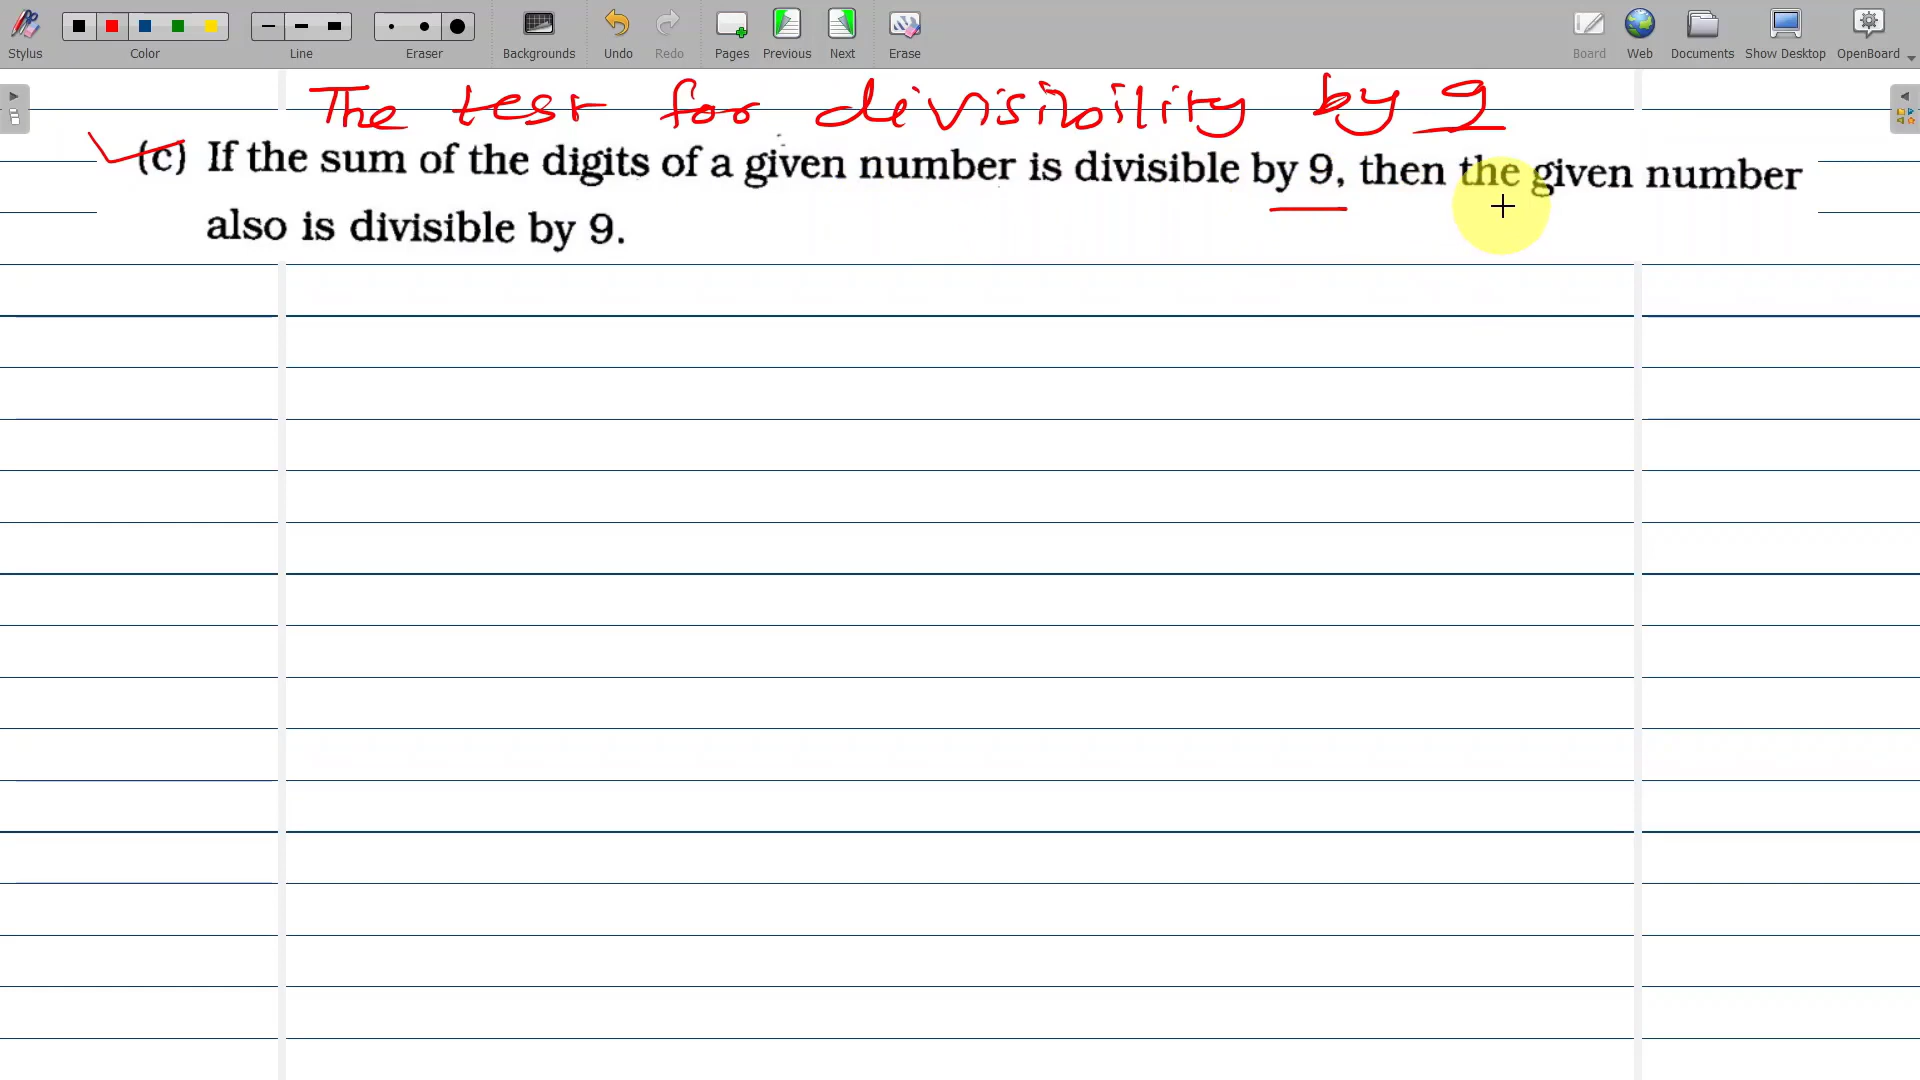 Stylus Color Line Eraser Backgrounds Undo Redo Pages Previous Next Erase Board Web Documents Show Desktop OpenBoard
The test for divisibility by 9
(c) If the sum of the digits of a given number is divisible by 9, then the given number
also is divisible by 9.